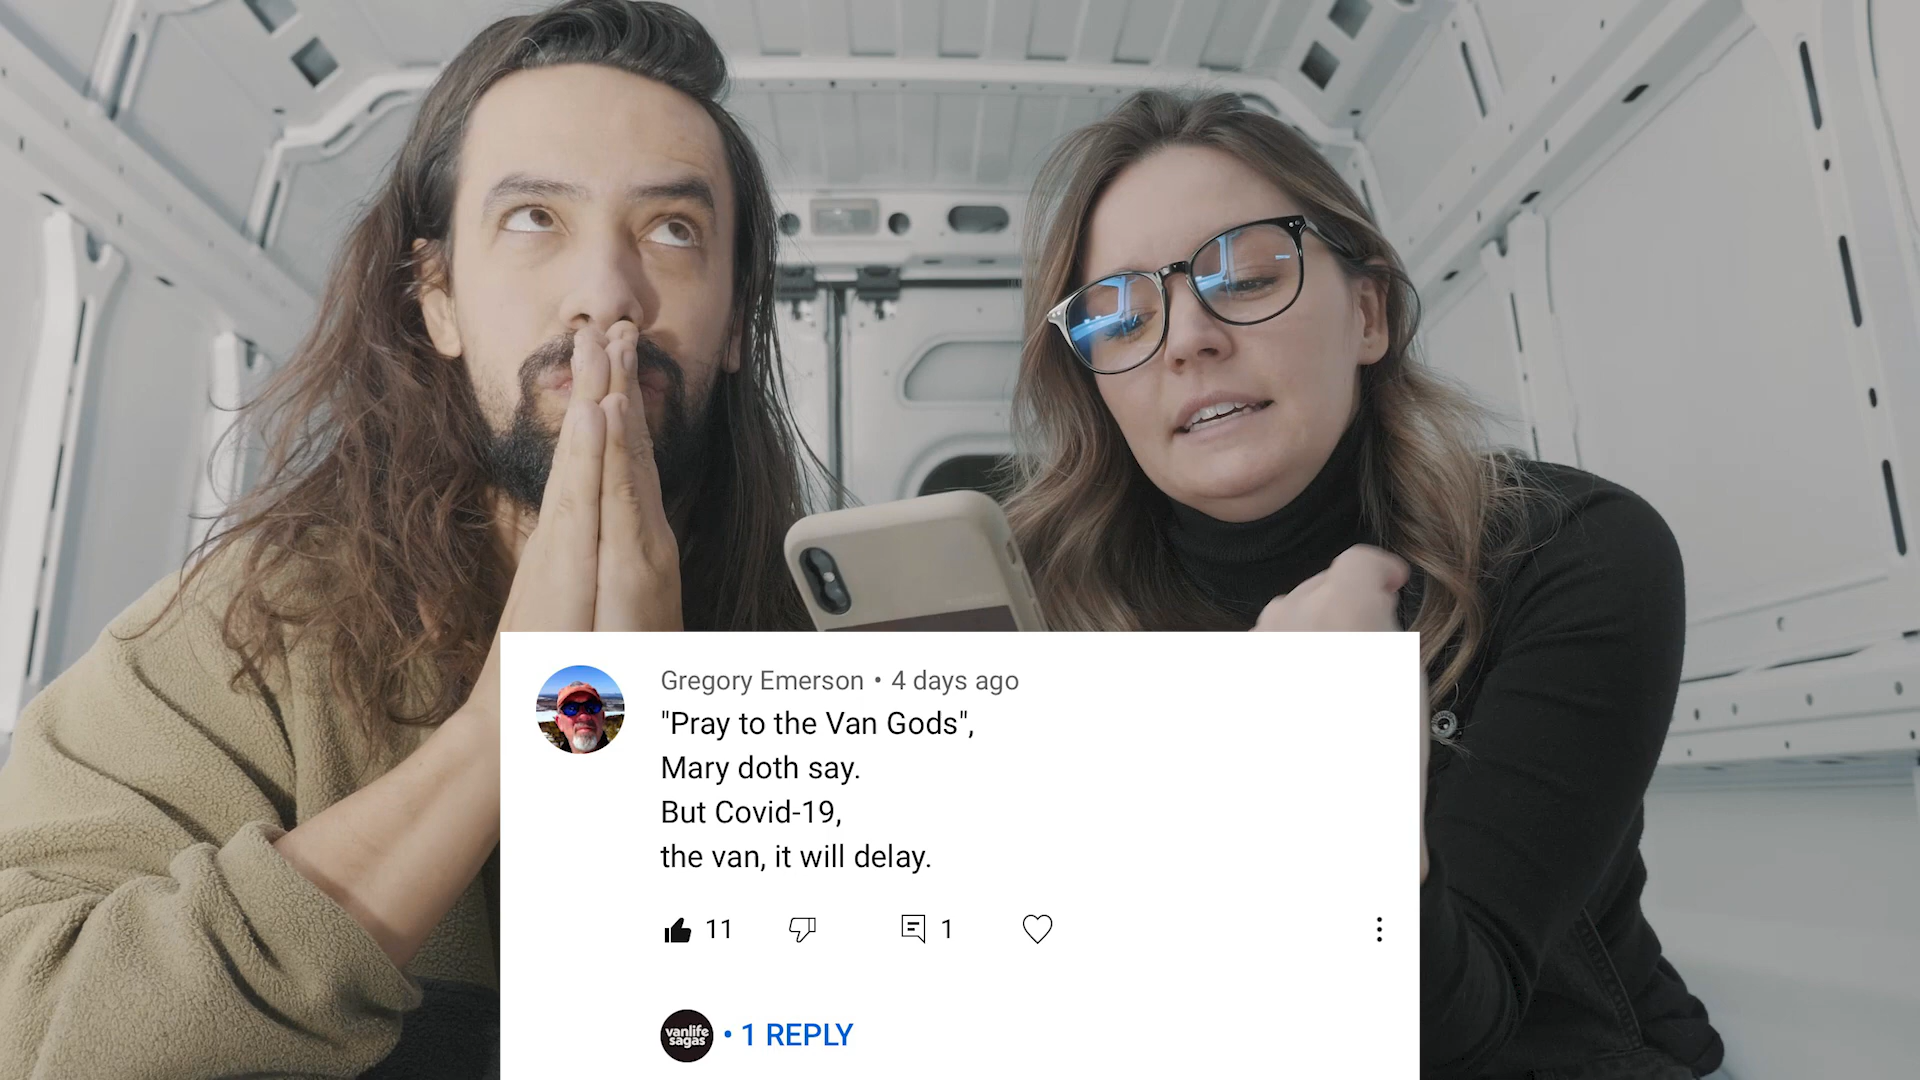 Gregory Emerson • 4 days ago
"Pray to the Van Gods",
Mary doth say.
But Covid-19,
the van, it will delay.
11
1
vanlife
sagas
• 1 REPLY